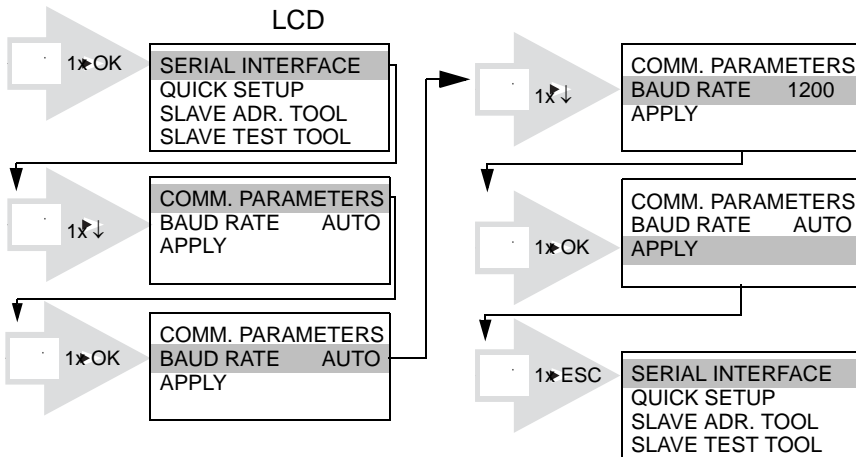 LCD
1x OK
SERIAL INTERFACE
QUICK SETUP
SLAVE ADR. TOOL
SLAVE TEST TOOL
1x ↓
COMM. PARAMETERS
BAUD RATE AUTO
APPLY
1x OK
COMM. PARAMETERS
BAUD RATE AUTO
APPLY
1x ↓
COMM. PARAMETERS
BAUD RATE 1200
APPLY
1x OK
COMM. PARAMETERS
BAUD RATE AUTO
APPLY
1x ESC
SERIAL INTERFACE
QUICK SETUP
SLAVE ADR. TOOL
SLAVE TEST TOOL